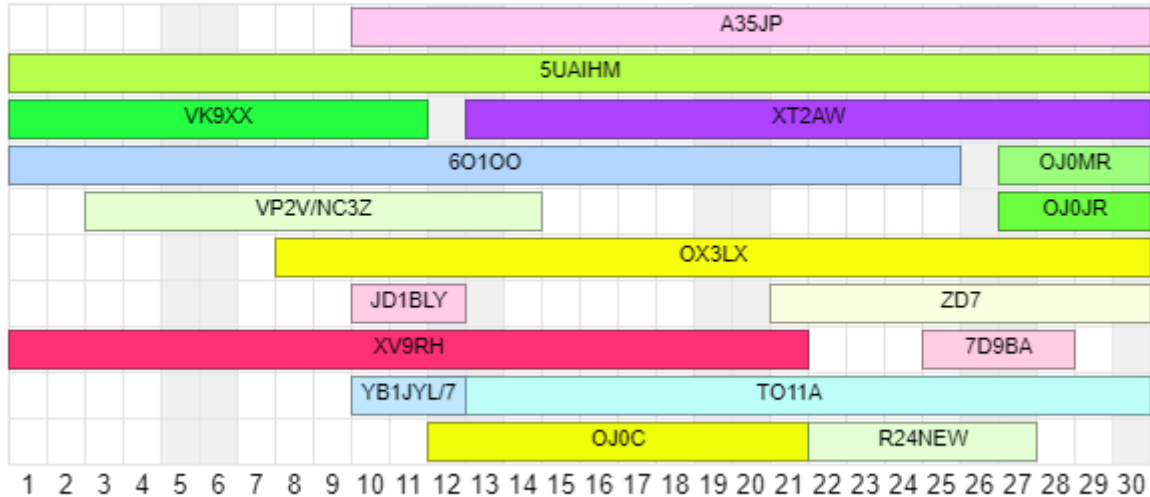 A35JP
5UAIHM
VK9XX XT2AW
6O1OO OJ0MR
VP2V/NC3Z OJ0JR
OX3LX
JD1BLY ZD7
XV9RH 7D9BA
YB1JYL/7 TO11A
OJ0C R24NEW
1 2 3 4 5 6 7 8 9 10 11 12 13 14 15 16 17 18 19 20 21 22 23 24 25 26 27 28 29 30